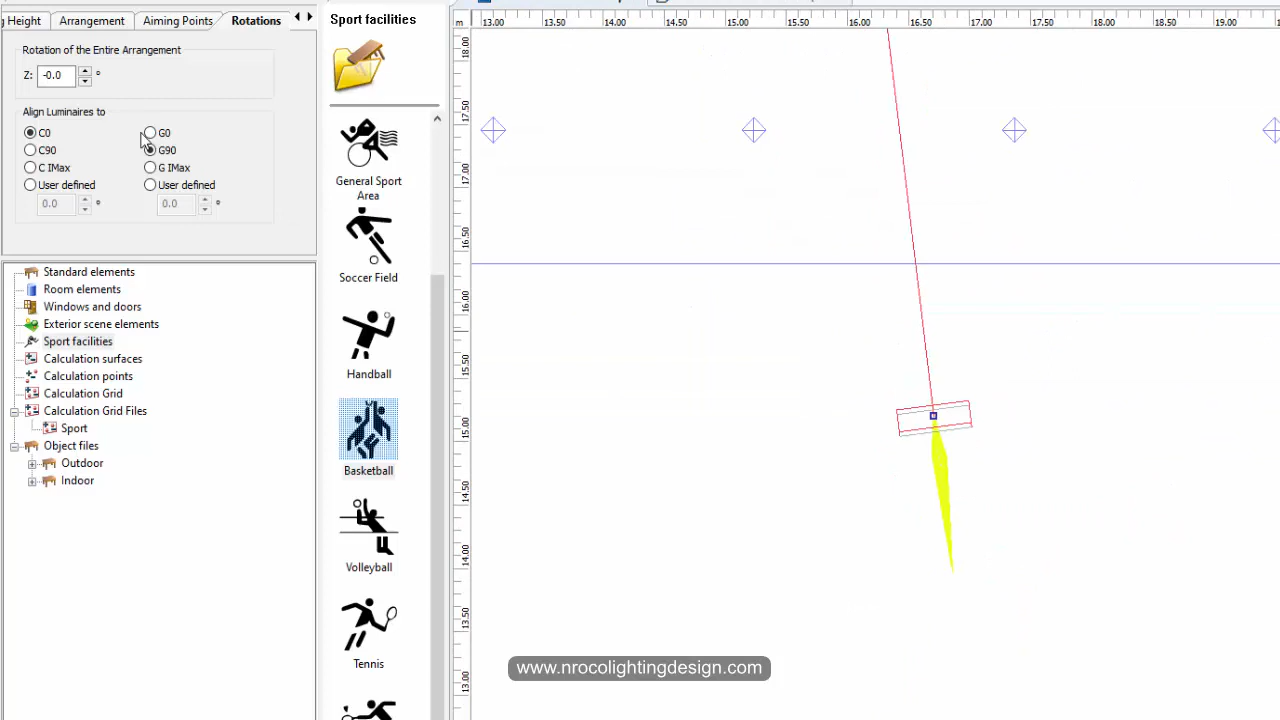 g Height
Arrangement
Aiming Points
Rotations
Rotation of the Entire Arrangement
Z:
-0.0
°
Align Luminaires to
C0
G0
C90
G90
C IMax
G IMax
User defined
User defined
0.0
°
0.0
°
Standard elements
Room elements
Windows and doors
Exterior scene elements
Sport facilities
Calculation surfaces
Calculation points
Calculation Grid
Calculation Grid Files
Sport
Object files
Outdoor
Indoor
Sport facilities
General Sport
Area
Soccer Field
Handball
Basketball
Volleyball
Tennis
m
13.00
13.50
14.00
14.50
15.00
15.50
16.00
16.50
17.00
17.50
18.00
18.50
19.00
18.00
17.50
17.00
16.50
16.00
15.50
15.00
14.50
14.00
13.50
13.00
www.nrocolightingdesign.com